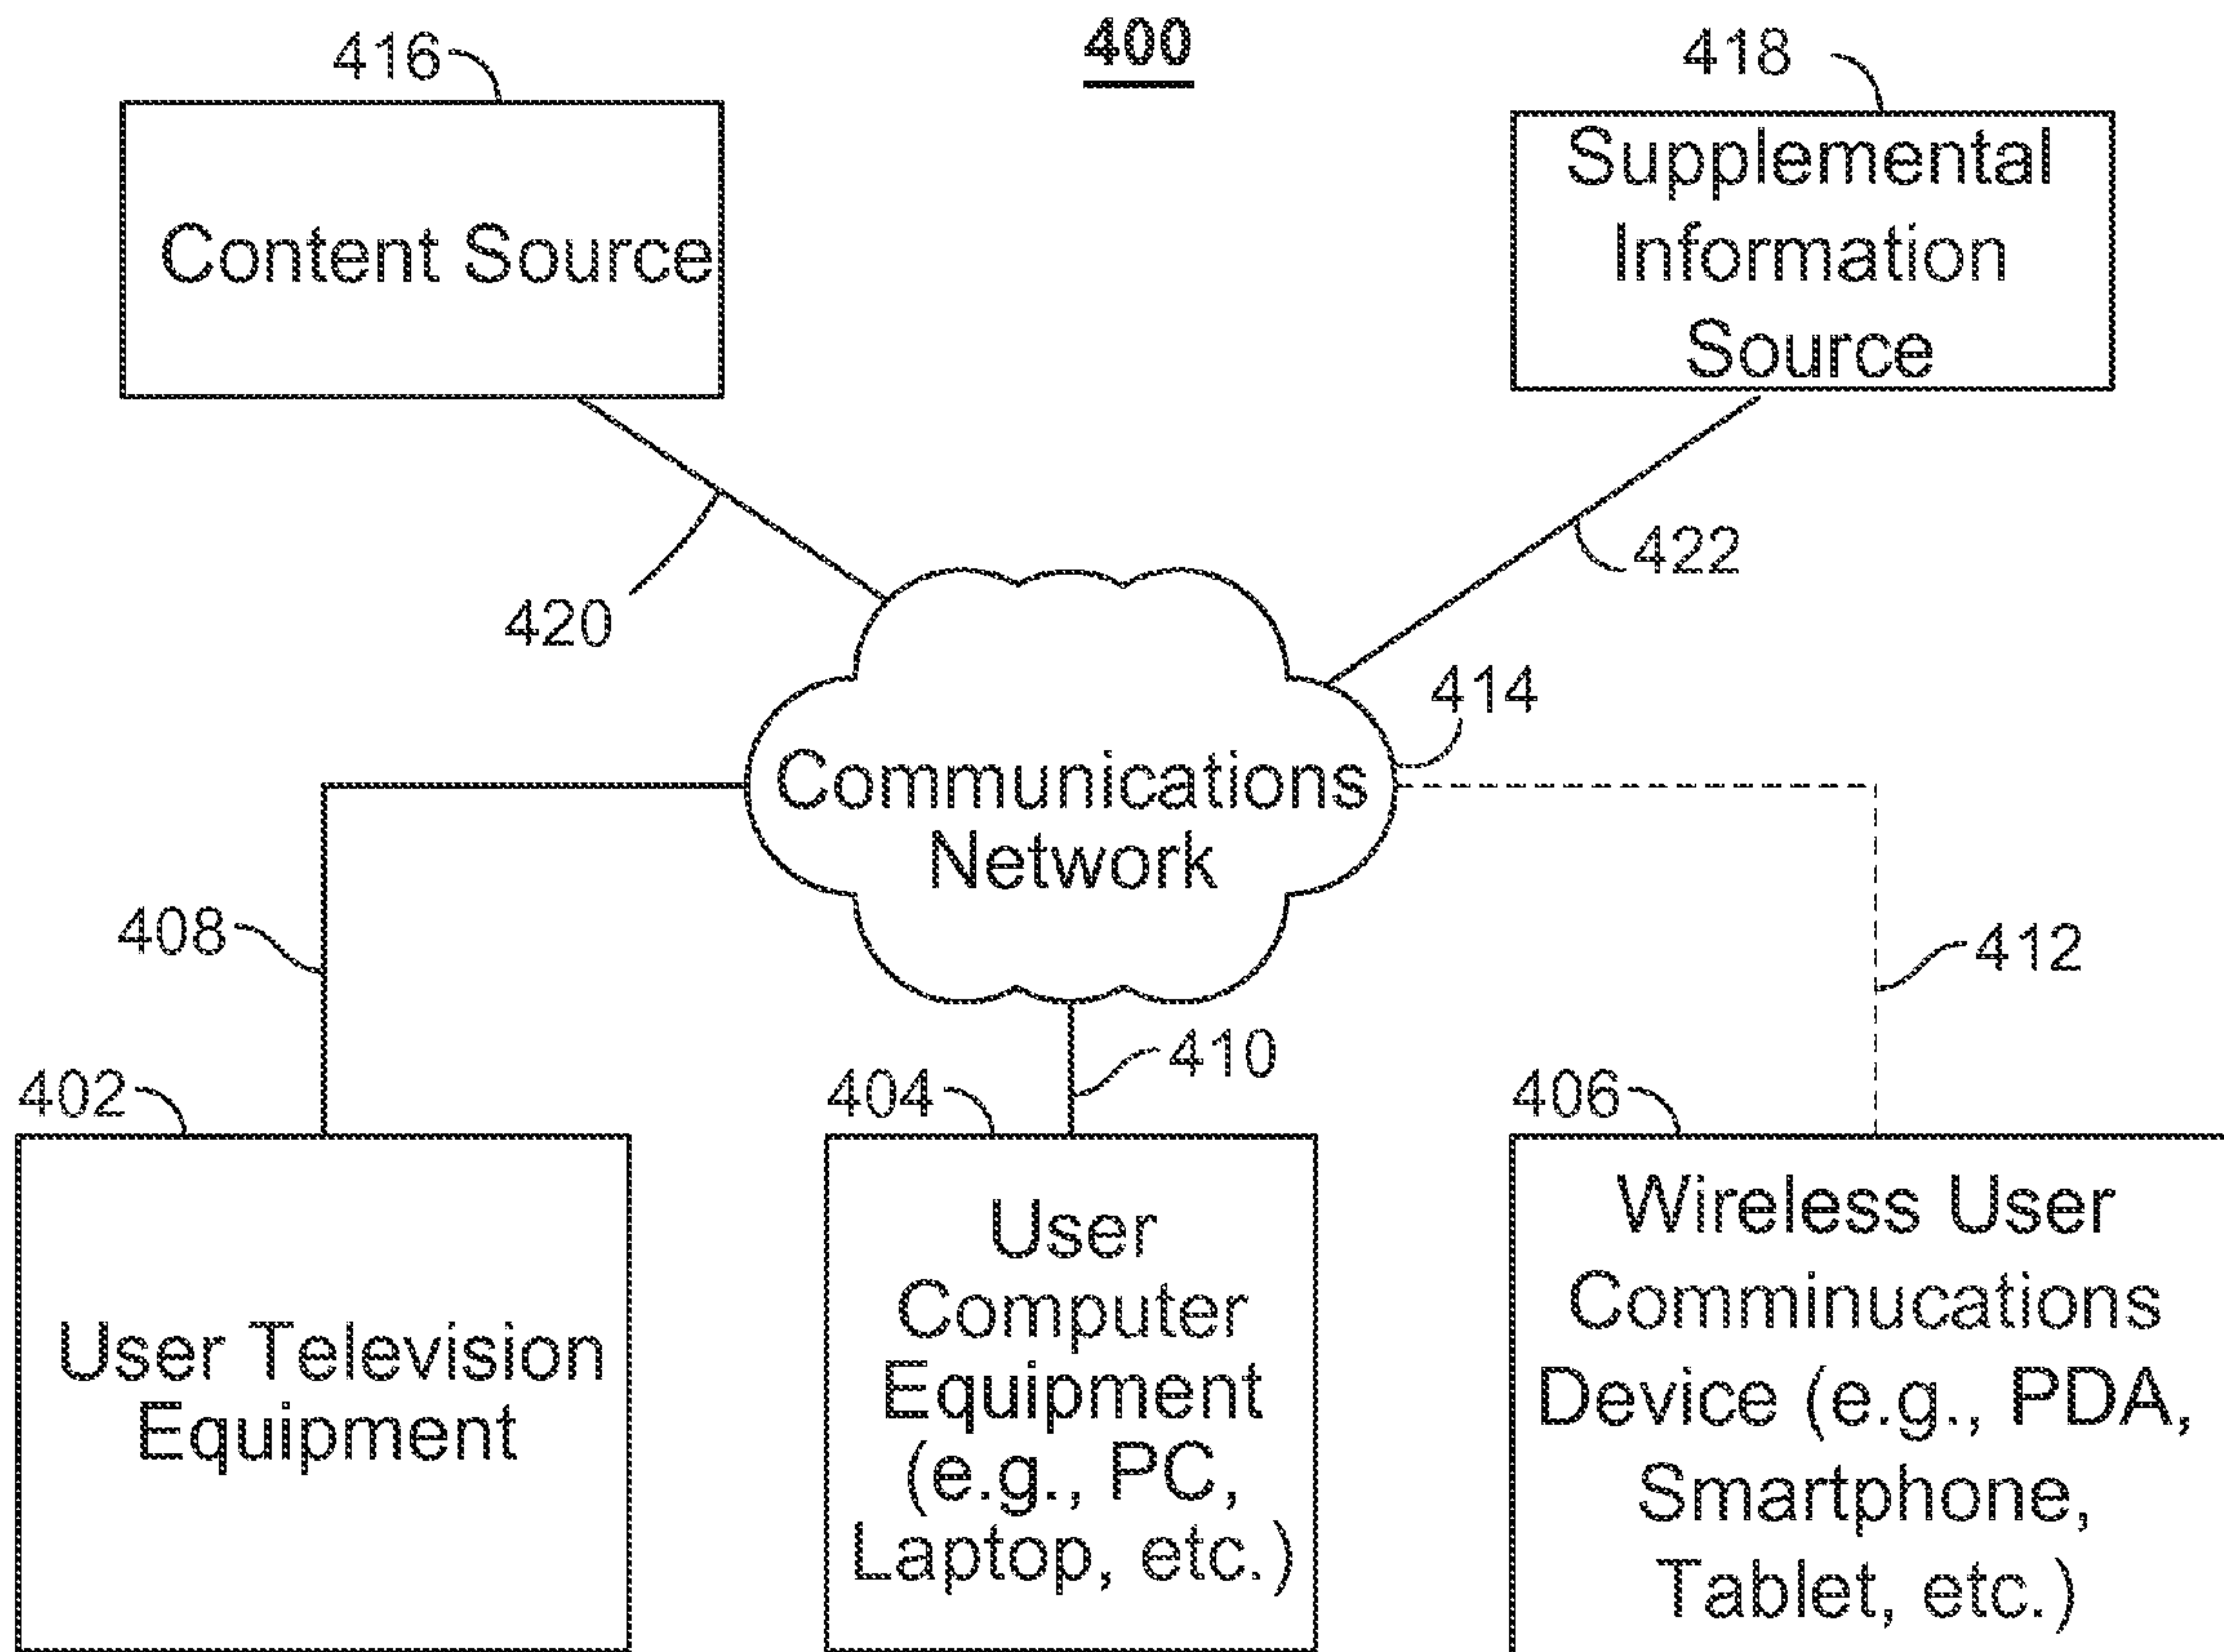 400
416
418
Content Source
Supplemental
Information
Source
420
422
414
Communications
Network
408
412
410
402
404
406
User Television
Equipment
User
Computer
Equipment
(e.g., PC,
Laptop, etc.)
Wireless User
Comminucations
Device (e.g., PDA,
Smartphone,
Tablet, etc.)